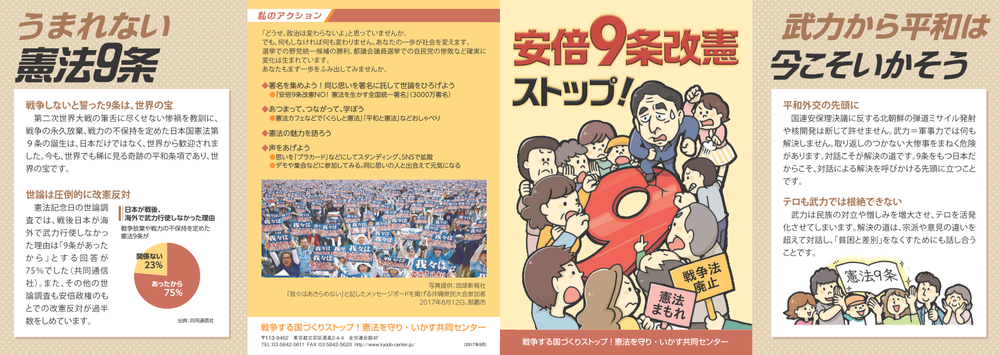 うまれない
憲法9条
戦争しないと誓った9条は、世界の宝
第二次世界大戦の筆舌に尽くせない惨禍を教訓に、
戦争の永久放棄、戦力の不保持を定めた日本国憲法第
９条の誕生は、日本だけではなく、世界から歓迎されま
した。今も、世界でも稀に見る奇跡の平和条項であり、世
界の宝です。
世論は圧倒的に改憲反対
憲法記念日の世論調
査では、戦後日本が海
外で武力行使しなかっ
た理由は「9条があった
から」とする回答が
75％でした（共同通信
社）。また、その他の世
論調査も安倍政権のも
とでの改憲反対が過半
数をしめています。
日本が戦後、
海外で武力行使しなかった理由
戦争放棄や戦力の不保持を定めた
憲法9条が
関係ない
23%
あったから
75%
出典：共同通信社
私のアクション
「どうせ、政治は変わらないよ」と思っていませんか。
でも、何もしなければ何も変わりません。あなたの一歩が社会を変えます。
選挙での野党統一候補の勝利、都議会議員選挙での自民党の惨敗など確実に
変化は生まれています。
あなたもまず一歩をふみ出してみませんか。
◆署名を集めよう！同じ思いを署名に託して世論をひろげよう
●「安倍9条改憲NO！ 憲法を生かす全国統一署名」（3000万署名）
◆あつまって、つながって、学ぼう
●憲法カフェなどで「くらしと憲法」「平和と憲法」などおしゃべり
◆憲法の魅力を語ろう
◆声をあげよう
●思いを「プラカード」などにしてスタンディング、SNSで拡散
●デモや集会などに参加してみる。同じ思いの人と出会えて元気になる
我々は
あきらめない
写真提供：琉球新報社
「我々はあきらめない」と記したメッセージボードを掲げる沖縄県民大会参加者
2017年8月12日、那覇市
戦争する国づくりストップ！憲法を守り・いかす共同センター
〒113-8462 東京都文京区湯島2-4-4 全労連会館4F
TEL：03-5842-5611 FAX：03-5842-5620 http://www.kyodo-center.jp/
（2017年9月）
安倍9条改憲
ストップ！
9
戦争法
廃止
憲法
まもれ
戦争する国づくりストップ！憲法を守り・いかす共同センター
武力から平和は
今こそいかそう
平和外交の先頭に
国連安保理決議に反する北朝鮮の弾道ミサイル発射
や核開発は断じて許せません。武力＝軍事力では何も
解決しません。取り返しのつかない大惨事をまねく危険
があります。対話こそが解決の道です。9条をもつ日本だ
からこそ、対話による解決を呼びかける先頭に立つこと
です。
テロも武力では根絶できない
武力は民族の対立や憎しみを増大させ、テロを活発
化させてしまいます。解決の道は、宗派や意見の違いを
超えて対話し、「貧困と差別」をなくすためにも話し合う
ことです。
憲法9条